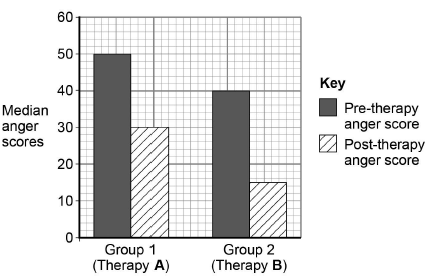 60
50
40
30
20
10
0
Median
anger
scores
Group 1
(Therapy A)
Group 2
(Therapy B)
Key
Pre-therapy
anger score
Post-therapy
anger score